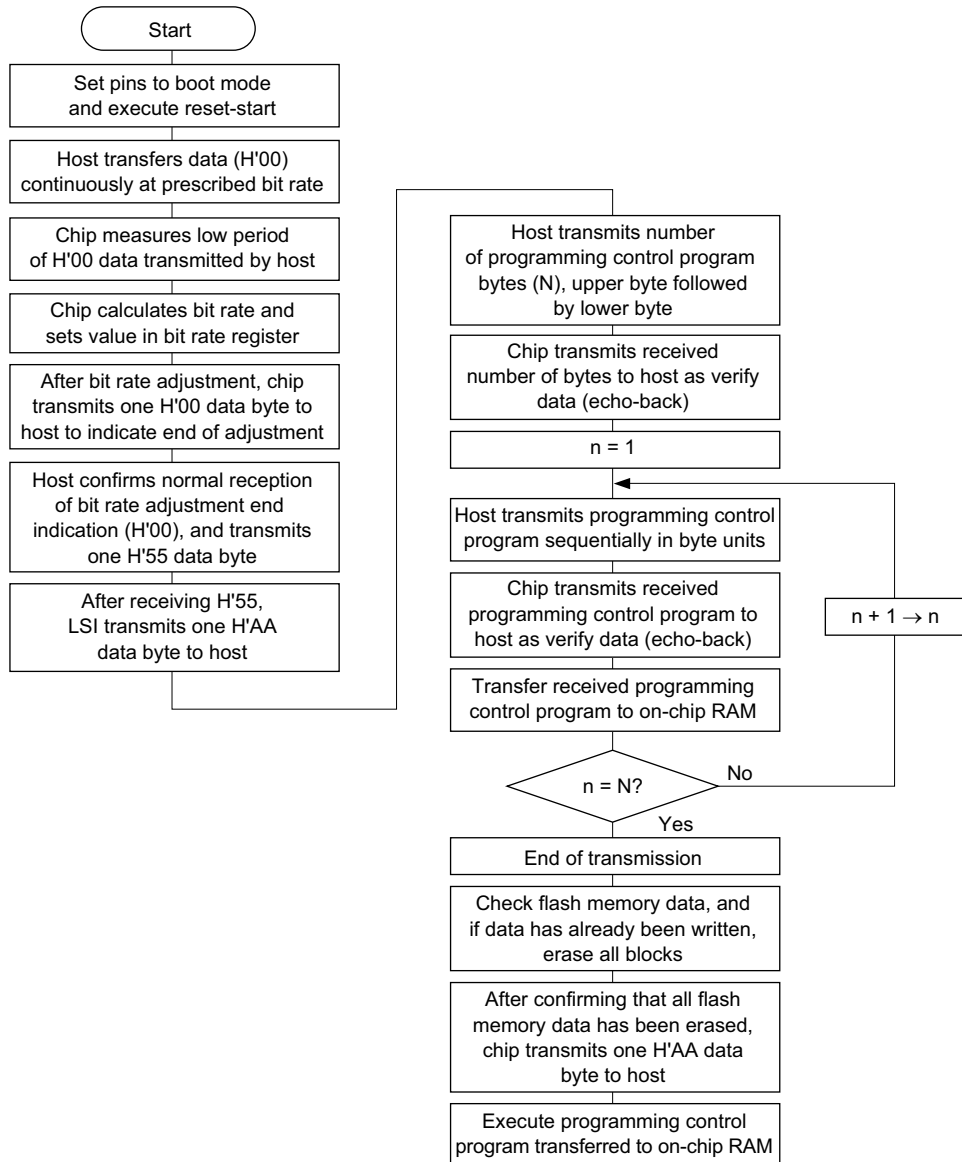 Start
Set pins to boot mode
and execute reset-start
Host transfers data (H'00)
continuously at prescribed bit rate
Chip measures low period
of H'00 data transmitted by host
Chip calculates bit rate and
sets value in bit rate register
After bit rate adjustment, chip
transmits one H'00 data byte to
host to indicate end of adjustment
Host confirms normal reception
of bit rate adjustment end
indication (H'00), and transmits
one H'55 data byte
After receiving H'55,
LSI transmits one H'AA
data byte to host
Host transmits number
of programming control program
bytes (N), upper byte followed
by lower byte
Chip transmits received
number of bytes to host as verify
data (echo-back)
n = 1
Host transmits programming control
program sequentially in byte units
Chip transmits received
programming control program to
host as verify data (echo-back)
n + 1 → n
Transfer received programming
control program to on-chip RAM
n = N?
No
Yes
End of transmission
Check flash memory data, and
if data has already been written,
erase all blocks
After confirming that all flash
memory data has been erased,
chip transmits one H'AA data
byte to host
Execute programming control
program transferred to on-chip RAM